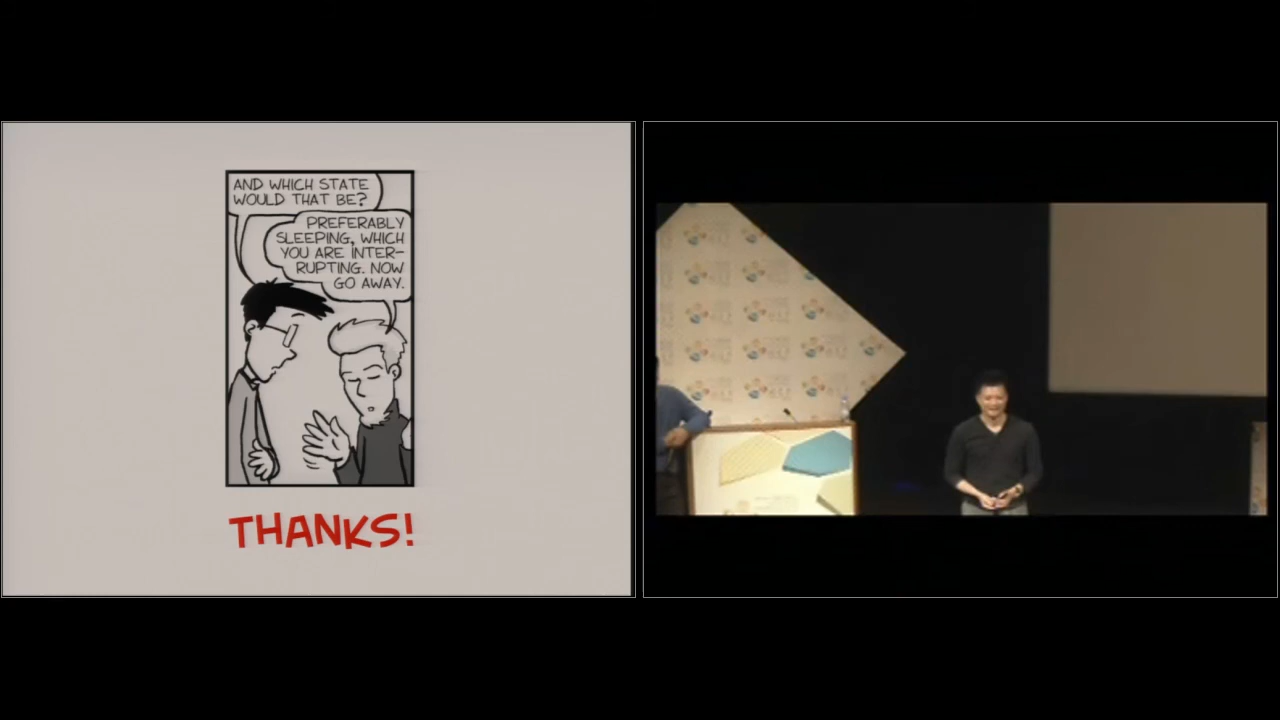 AND WHICH STATE
WOULD THAT BE?
PREFERABLY
SLEEPING, WHICH
YOU ARE INTER-
RUPTING. NOW
GO AWAY.
THANKS!